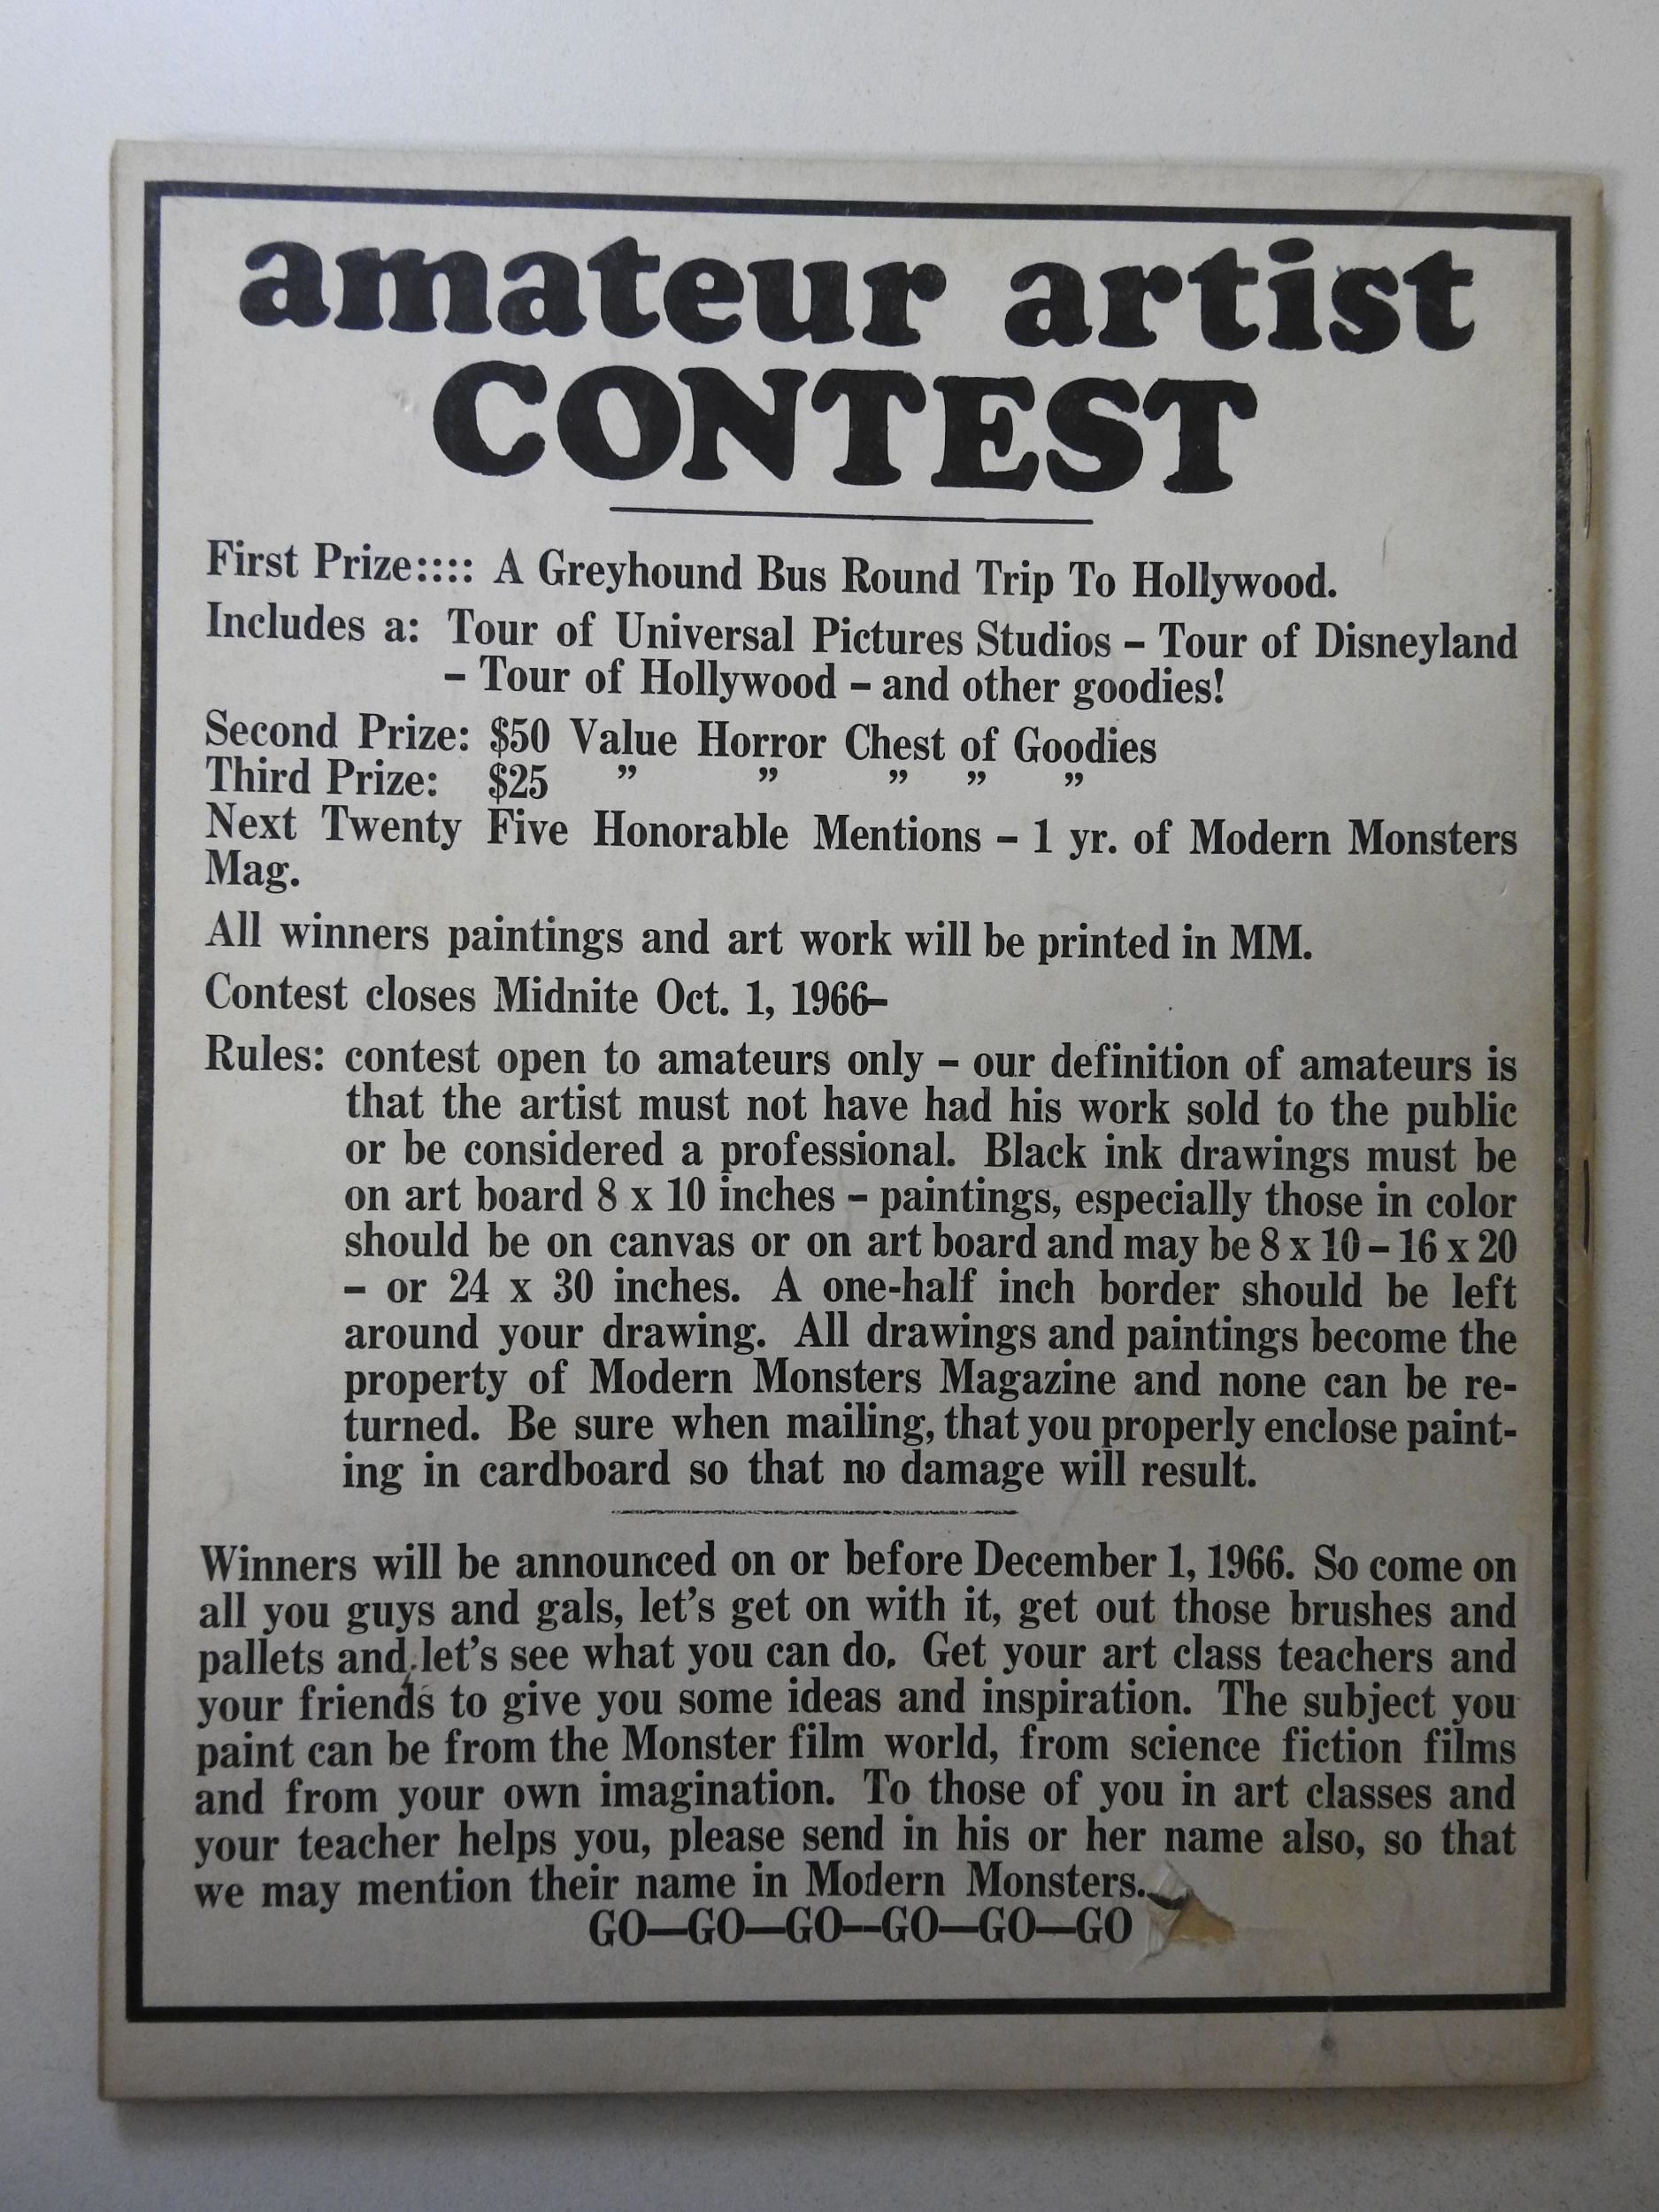 amateur artist
CONTEST
First Prize:::: A Greyhound Bus Round Trip To Hollywood.
Includes a: Tour of Universal Pictures Studios – Tour of Disneyland
– Tour of Hollywood – and other goodies!
Second Prize: $50 Value Horror Chest of Goodies
Third Prize: $25 ” ” ” ” ”
Next Twenty Five Honorable Mentions – 1 yr. of Modern Monsters
Mag.
All winners paintings and art work will be printed in MM.
Contest closes Midnite Oct. 1, 1966–
Rules: contest open to amateurs only – our definition of amateurs is
that the artist must not have had his work sold to the public
or be considered a professional. Black ink drawings must be
on art board 8 x 10 inches – paintings, especially those in color
should be on canvas or on art board and may be 8 x 10 – 16 x 20
– or 24 x 30 inches. A one-half inch border should be left
around your drawing. All drawings and paintings become the
property of Modern Monsters Magazine and none can be re-
turned. Be sure when mailing, that you properly enclose paint-
ing in cardboard so that no damage will result.
Winners will be announced on or before December 1, 1966. So come on
all you guys and gals, let’s get on with it, get out those brushes and
pallets and let’s see what you can do. Get your art class teachers and
your friends to give you some ideas and inspiration. The subject you
paint can be from the Monster film world, from science fiction films
and from your own imagination. To those of you in art classes and
your teacher helps you, please send in his or her name also, so that
we may mention their name in Modern Monsters.
GO—GO—GO—GO—GO—GO